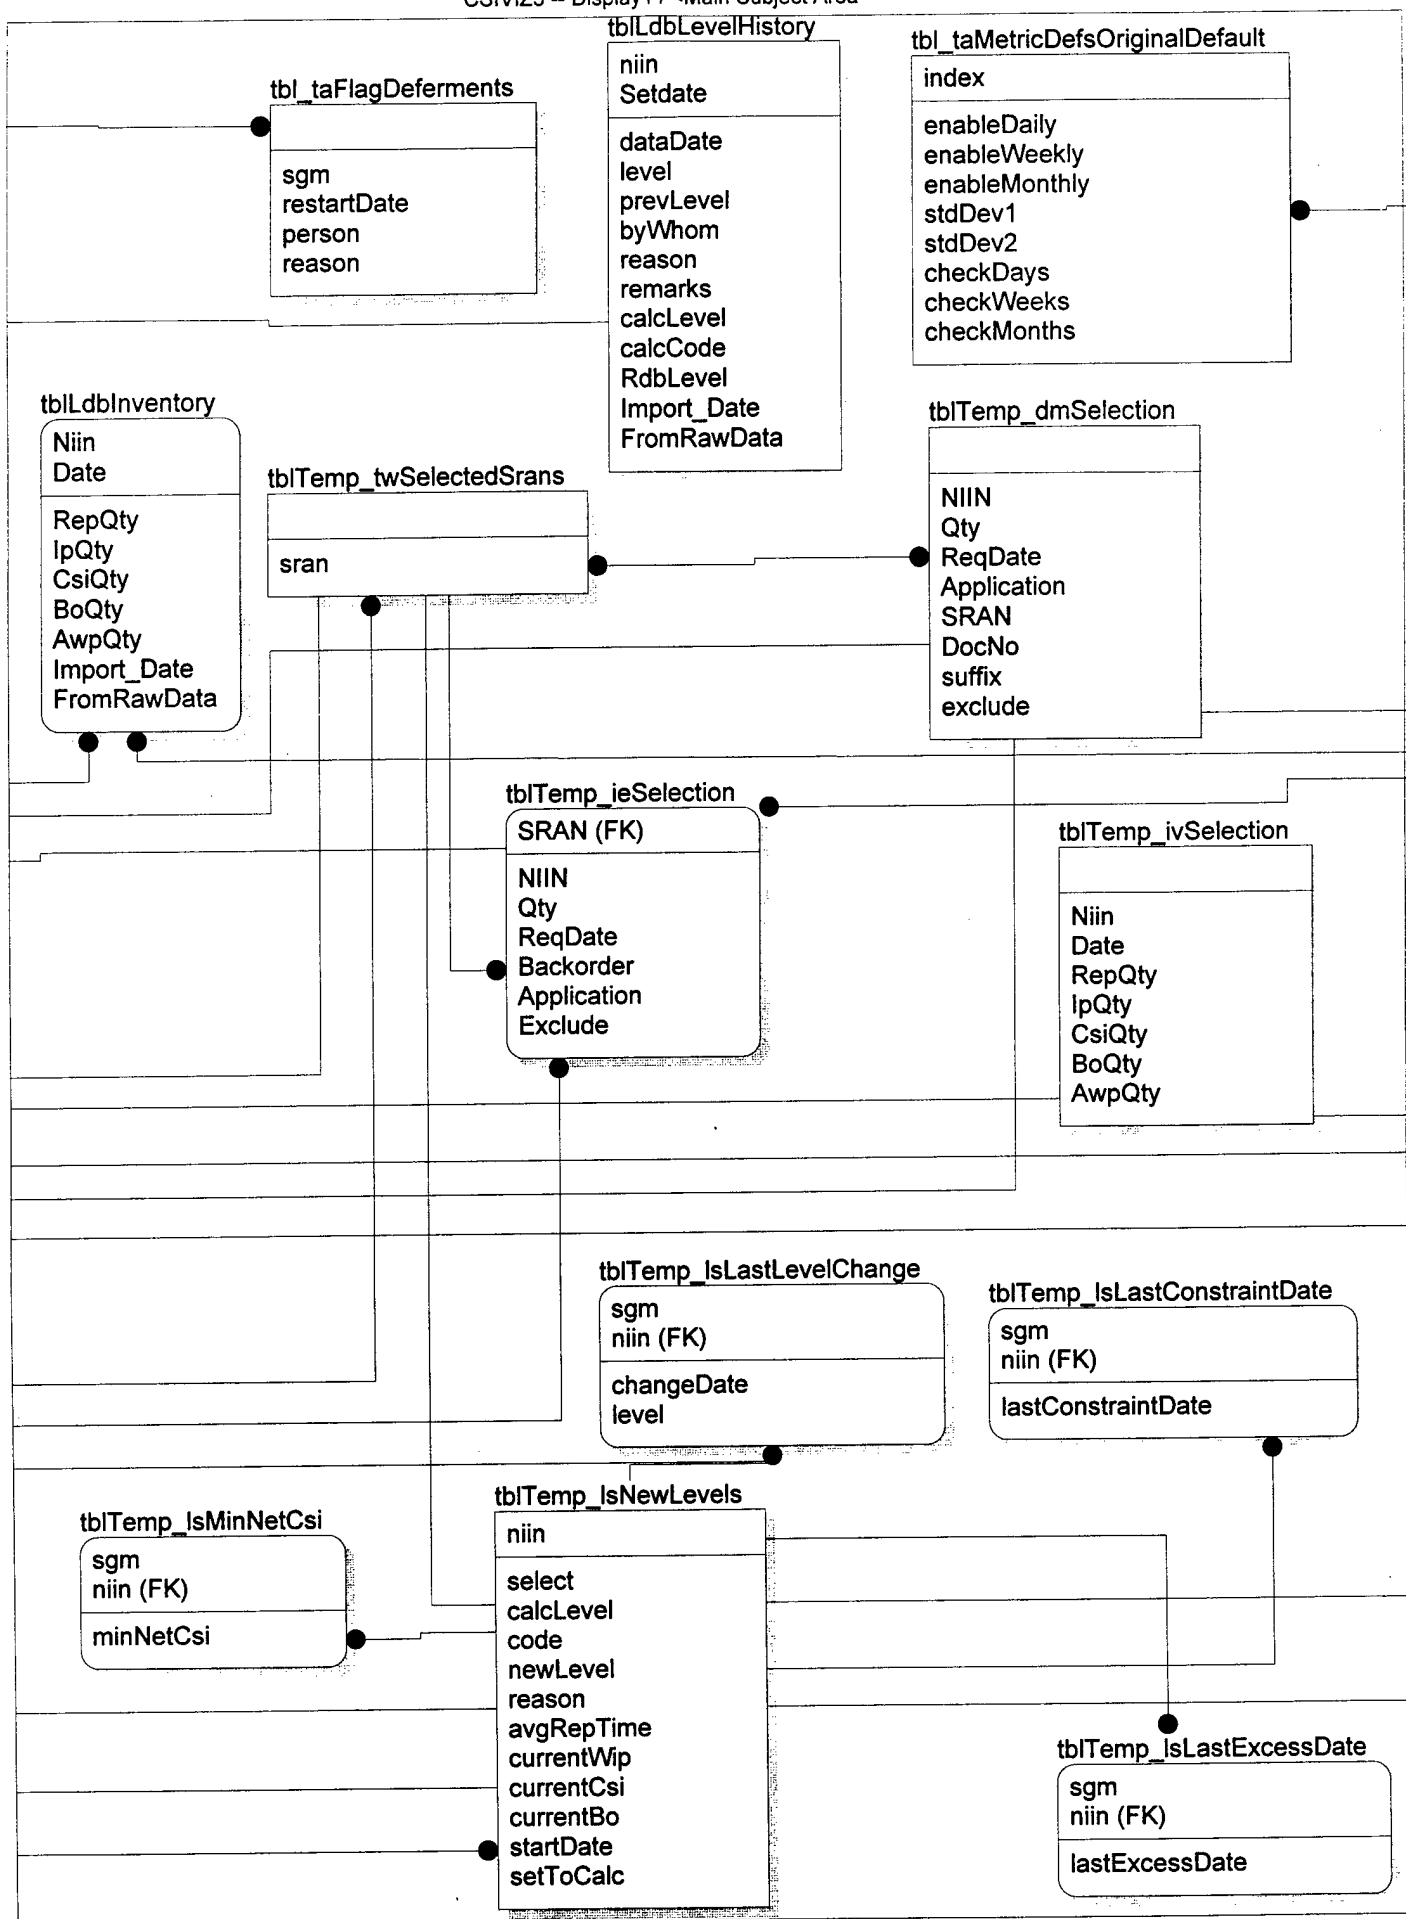 tblLdbLevelHistory
niin
Setdate
dataDate
level
prevLevel
byWhom
reason
remarks
calcLevel
calcCode
RdbLevel
Import_Date
FromRawData
tbl_taMetricDefsOriginalDefault
index
enableDaily
enableWeekly
enableMonthly
stdDev1
stdDev2
checkDays
checkWeeks
checkMonths
tbl_taFlagDeferments
sgm
restartDate
person
reason
tblLdbInventory
Niin
Date
RepQty
IpQty
CsiQty
BoQty
AwpQty
Import_Date
FromRawData
tblTemp_twSelectedSrans
sran
tblTemp_dmSelection
NIIN
Qty
ReqDate
Application
SRAN
DocNo
suffix
exclude
tblTemp_ieSelection
SRAN (FK)
NIIN
Qty
ReqDate
Backorder
Application
Exclude
tblTemp_ivSelection
Niin
Date
RepQty
IpQty
CsiQty
BoQty
AwpQty
tblTemp_lsLastLevelChange
sgm
niin (FK)
changeDate
level
tblTemp_lsLastConstraintDate
sgm
niin (FK)
lastConstraintDate
tblTemp_lsMinNetCsi
sgm
niin (FK)
minNetCsi
tblTemp_lsNewLevels
niin
select
calcLevel
code
newLevel
reason
avgRepTime
currentWip
currentCsi
currentBo
startDate
setToCalc
tblTemp_lsLastExcessDate
sgm
niin (FK)
lastExcessDate